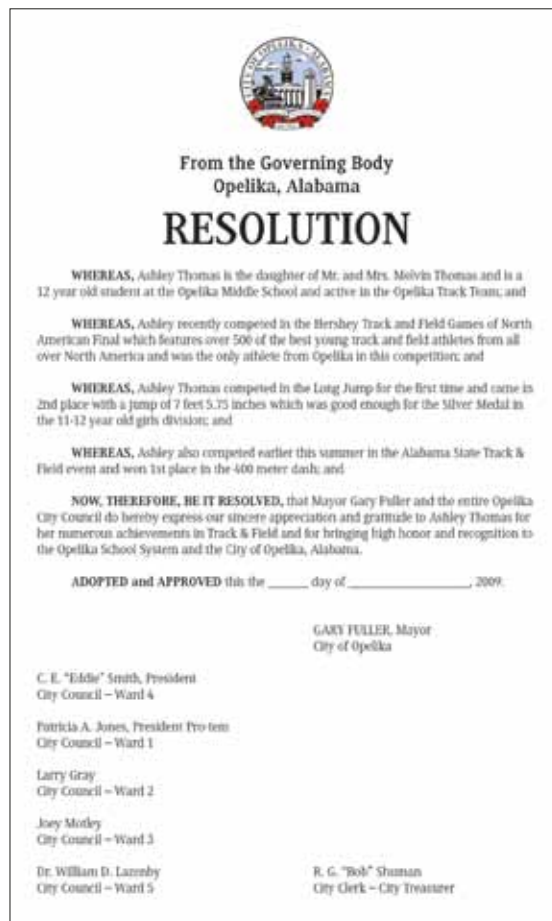 CITY OF OPELIKA · ALABAMA
From the Governing Body
Opelika, Alabama
RESOLUTION
WHEREAS, Ashley Thomas is the daughter of Mr. and Mrs. Melvin Thomas and is a
12 year old student at the Opelika Middle School and active in the Opelika Track Team; and
WHEREAS, Ashley recently competed in the Hershey Track and Field Games of North
American Final which features over 500 of the best young track and field athletes from all
over North America and was the only athlete from Opelika in this competition; and
WHEREAS, Ashley Thomas competed in the Long Jump for the first time and came in
2nd place with a jump of 7 feet 5.75 inches which was good enough for the Silver Medal in
the 11-12 year old girls division; and
WHEREAS, Ashley also competed earlier this summer in the Alabama State Track &
Field event and won 1st place in the 400 meter dash; and
NOW, THEREFORE, BE IT RESOLVED, that Mayor Gary Fuller and the entire Opelika
City Council do hereby express our sincere appreciation and gratitude to Ashley Thomas for
her numerous achievements in Track & Field and for bringing high honor and recognition to
the Opelika School System and the City of Opelika, Alabama.
ADOPTED and APPROVED this the ______ day of __________________, 2009.
GARY FULLER, Mayor
City of Opelika
C. E. “Eddie” Smith, President
City Council – Ward 4
Patricia A. Jones, President Pro-tem
City Council – Ward 1
Larry Gray
City Council – Ward 2
Joey Motley
City Council – Ward 3
Dr. William D. Lazenby
City Council – Ward 5
R. G. “Bob” Shuman
City Clerk – City Treasurer